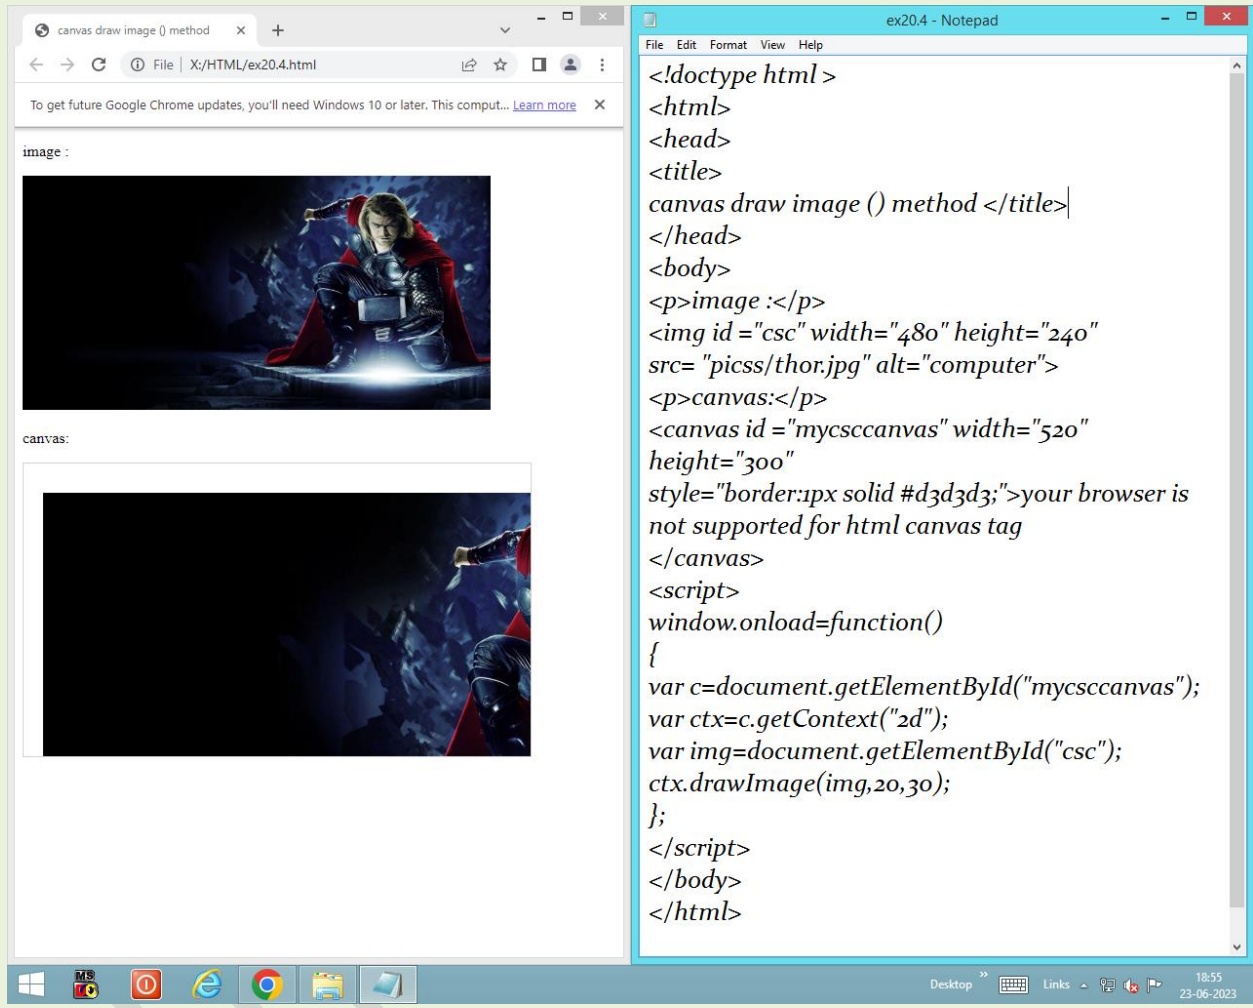 canvas draw image () method
File | X:/HTML/ex20.4.html
To get future Google Chrome updates, you'll need Windows 10 or later. This comput... Learn more
image :
canvas:
ex20.4 - Notepad
File Edit Format View Help
<!doctype html >
<html>
<head>
<title>
canvas draw image () method </title>
</head>
<body>
<p>image :</p>
<img id ="csc" width="480" height="240"
src= "picss/thor.jpg" alt="computer">
<p>canvas:</p>
<canvas id ="mycsccanvas" width="520"
height="300"
style="border:1px solid #d3d3d3;">your browser is
not supported for html canvas tag
</canvas>
<script>
window.onload=function()
{
var c=document.getElementById("mycsccanvas");
var ctx=c.getContext("2d");
var img=document.getElementById("csc");
ctx.drawImage(img,20,30);
};
</script>
</body>
</html>
MS
Desktop Links 18:55
23-06-2023